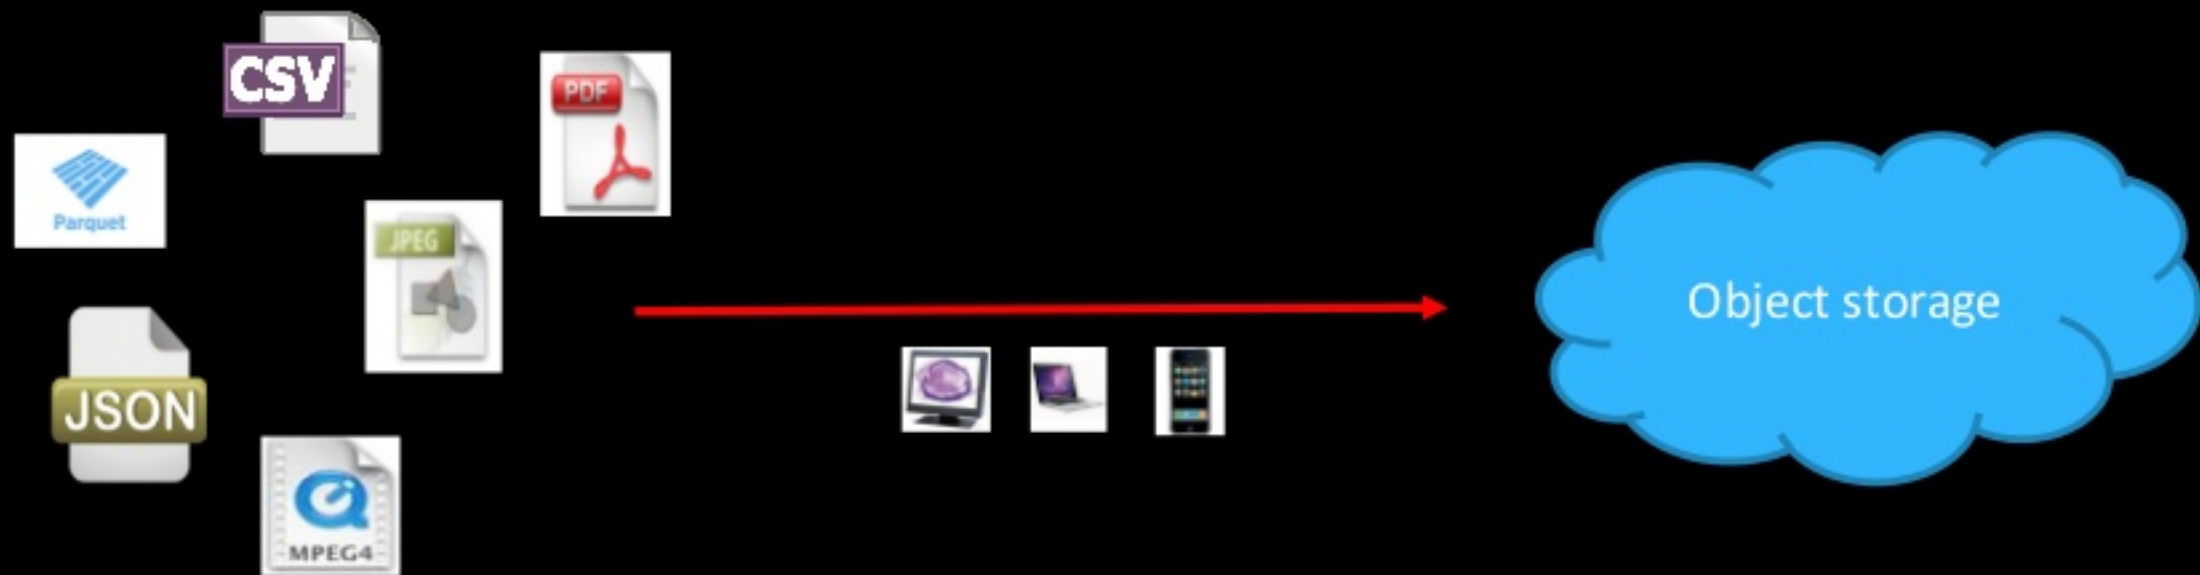 CSV
PDF
Parquet
JPEG
Object storage
JSON
MPEG4